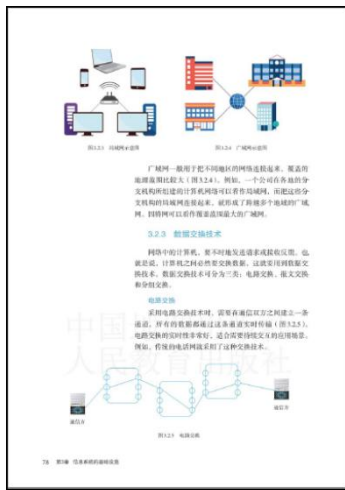 图3.2.3 局域网示意图
图3.2.4 广域网示意图
广域网一般用于把不同地区的网络连接起来，覆盖的
地理范围比较大（图3.2.4）。例如，一个公司在各地的分
支机构所组建的计算机网络可以看作局域网，而把这些分
支机构的局域网连接起来，就形成了跨越多个地域的广域
网。因特网可以看作覆盖范围最大的广域网。
3.2.3 数据交换技术
网络中的计算机，要不时地发送请求或接收反馈。也
就是说，计算机之间必然要交换数据，这就要用到数据交
换技术。数据交换技术可分为三类：电路交换、报文交换
和分组交换。
电路交换
采用电路交换技术时，需要在通信双方之间建立一条
通道，所有的数据都通过这条通道实时传输（图3.2.5）。
电路交换的实时性非常好，适合需要持续交互的应用场景。
例如，传统的电话网就采用了这种交换技术。
通信方
通信方
图3.2.5 电路交换
78 第3章 信息系统的基础设施